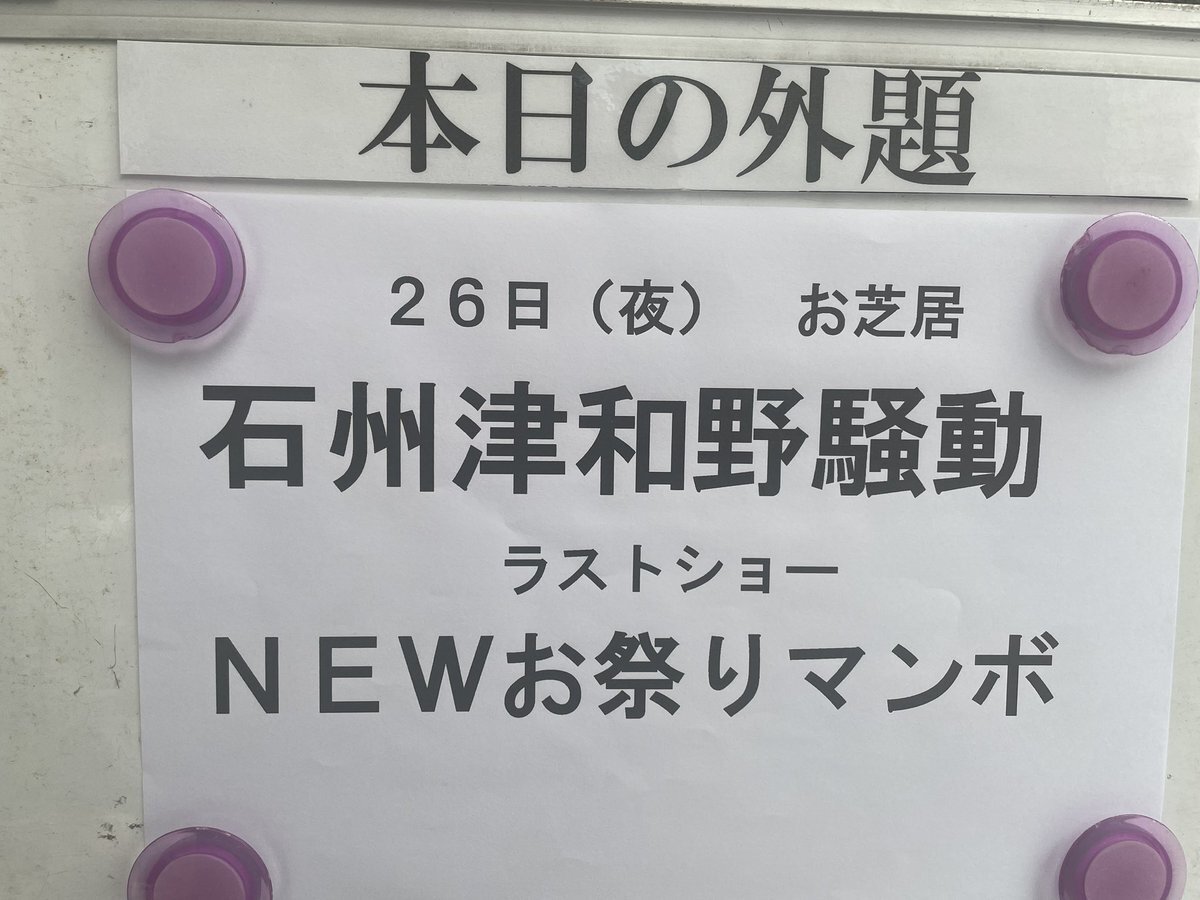 本日の外題
26日（夜）　お芝居
石州津和野騒動
ラストショー
NEWお祭りマンボ